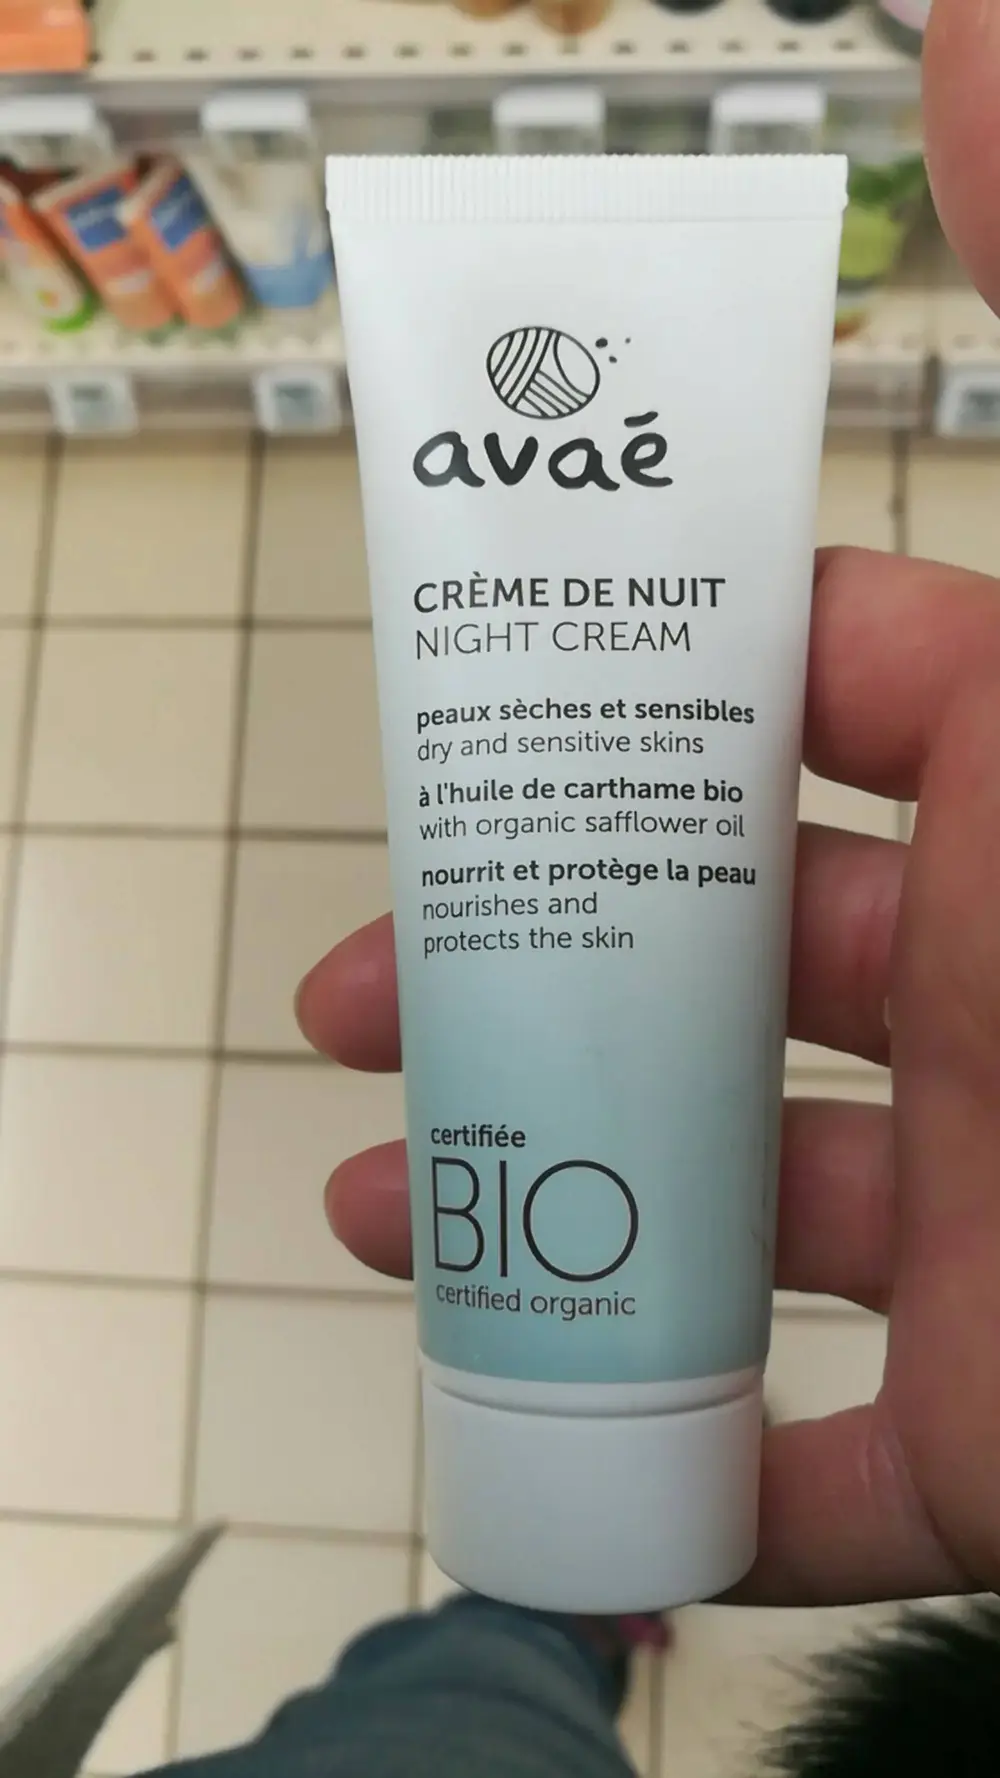 avaé
CRÈME DE NUIT
NIGHT CREAM
peaux sèches et sensibles
dry and sensitive skins
à l'huile de carthame bio
with organic safflower oil
nourrit et protège la peau
nourishes and
protects the skin
certifiée
BIO
certified organic